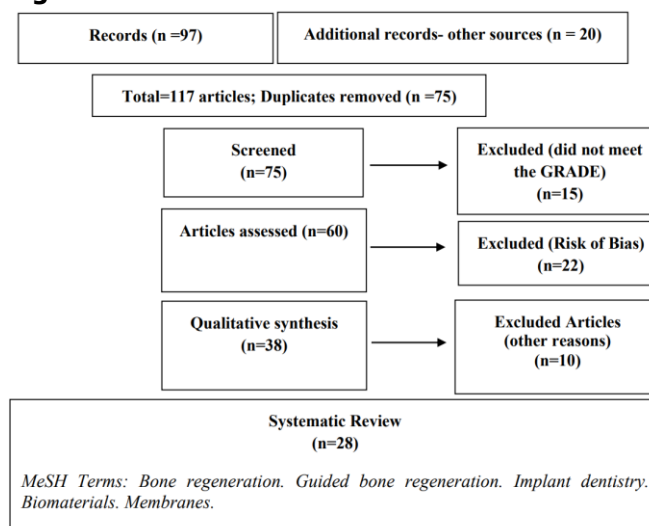 Records (n =97)
Additional records- other sources (n = 20)
Total=117 articles; Duplicates removed (n =75)
Screened
(n=75)
Excluded (did not meet
the GRADE)
(n=15)
Articles assessed (n=60)
Excluded (Risk of Bias)
(n=22)
Qualitative synthesis
(n=38)
Excluded Articles
(other reasons)
(n=10)
Systematic Review
(n=28)
MeSH Terms: Bone regeneration. Guided bone regeneration. Implant dentistry.
Biomaterials. Membranes.